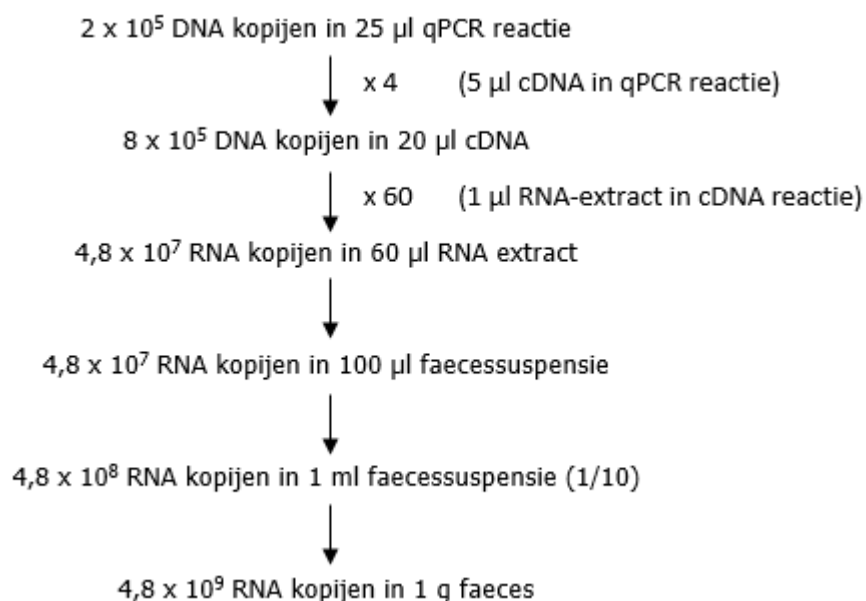 2 x 10⁵ DNA kopijen in 25 µl qPCR reactie
x 4 (5 µl cDNA in qPCR reactie)
8 x 10⁵ DNA kopijen in 20 µl cDNA
x 60 (1 µl RNA-extract in cDNA reactie)
4,8 x 10⁷ RNA kopijen in 60 µl RNA extract
4,8 x 10⁷ RNA kopijen in 100 µl faecessuspensie
4,8 x 10⁸ RNA kopijen in 1 ml faecessuspensie (1/10)
4,8 x 10⁹ RNA kopijen in 1 g faeces